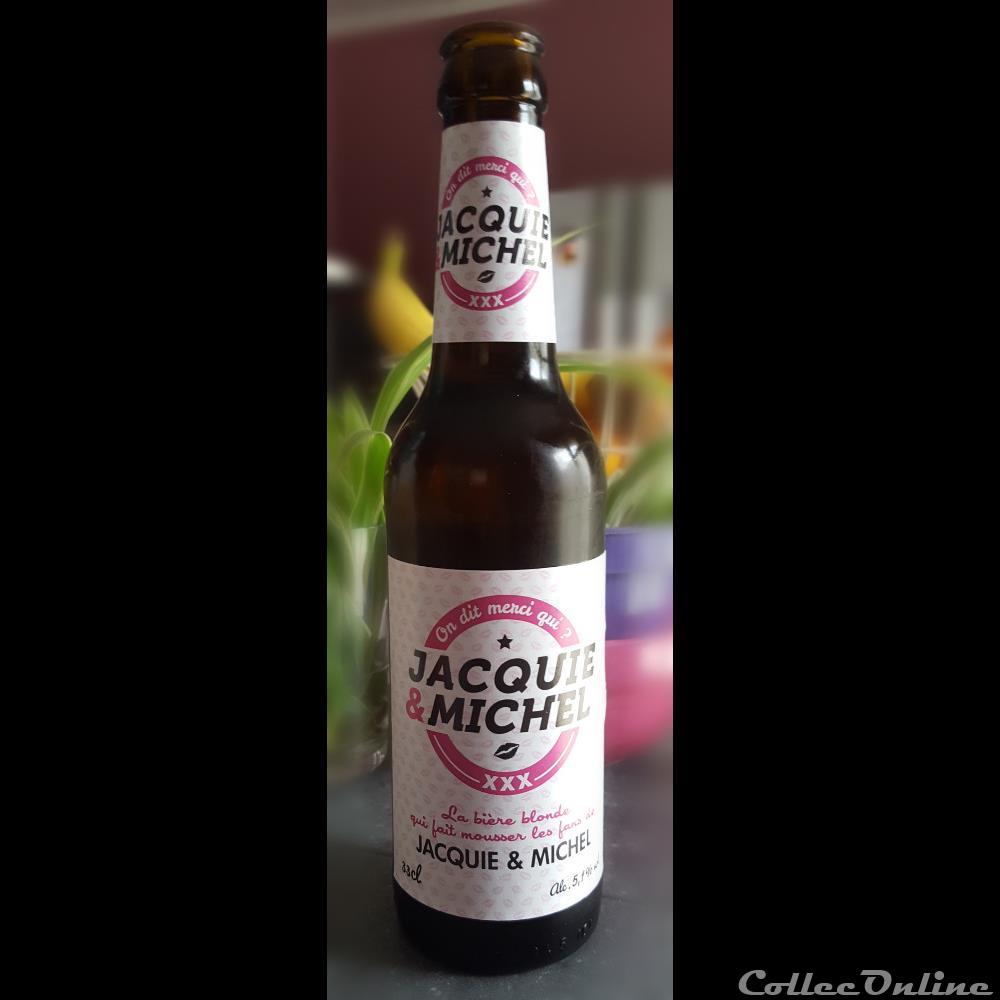 On dit merci qui ?
JACQUIE
&MICHEL
XXX
On dit merci qui ?
JACQUIE
&MICHEL
XXX
La bière blonde
qui fait mousser les fans de
JACQUIE & MICHEL
33cl
Alc. 5,1%
CollecOnline